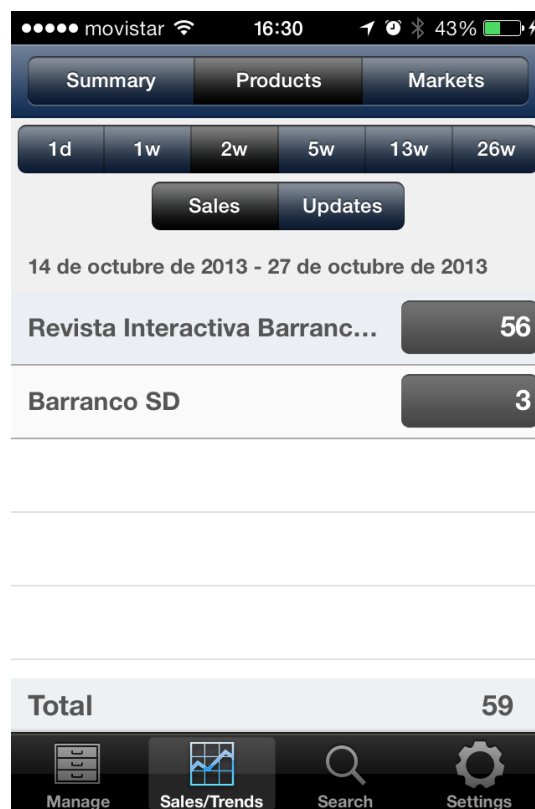 movistar 16:30 43%
Summary Products Markets
1d 1w 2w 5w 13w 26w
Sales Updates
14 de octubre de 2013 - 27 de octubre de 2013
Revista Interactiva Barranc... 56
Barranco SD 3
Total 59
Manage Sales/Trends Search Settings